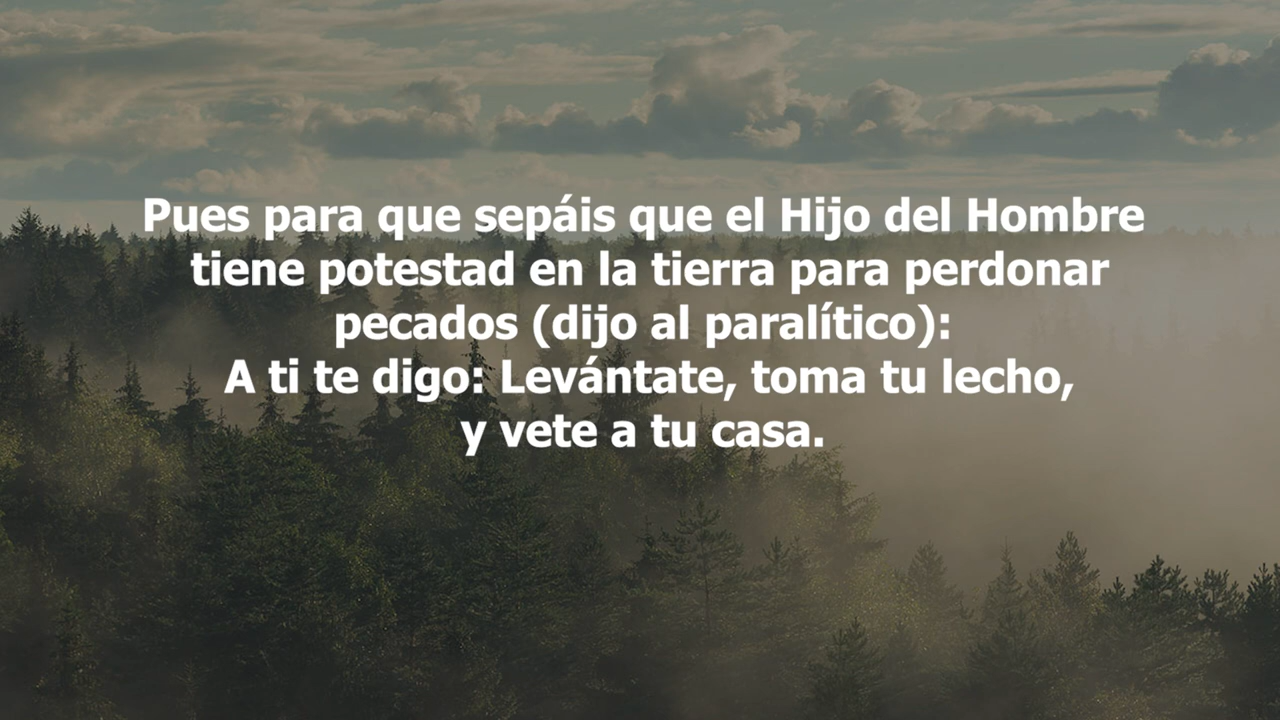 Pues para que sepáis que el Hijo del Hombre
tiene potestad en la tierra para perdonar
pecados (dijo al paralítico):
A ti te digo: Levántate, toma tu lecho,
y vete a tu casa.